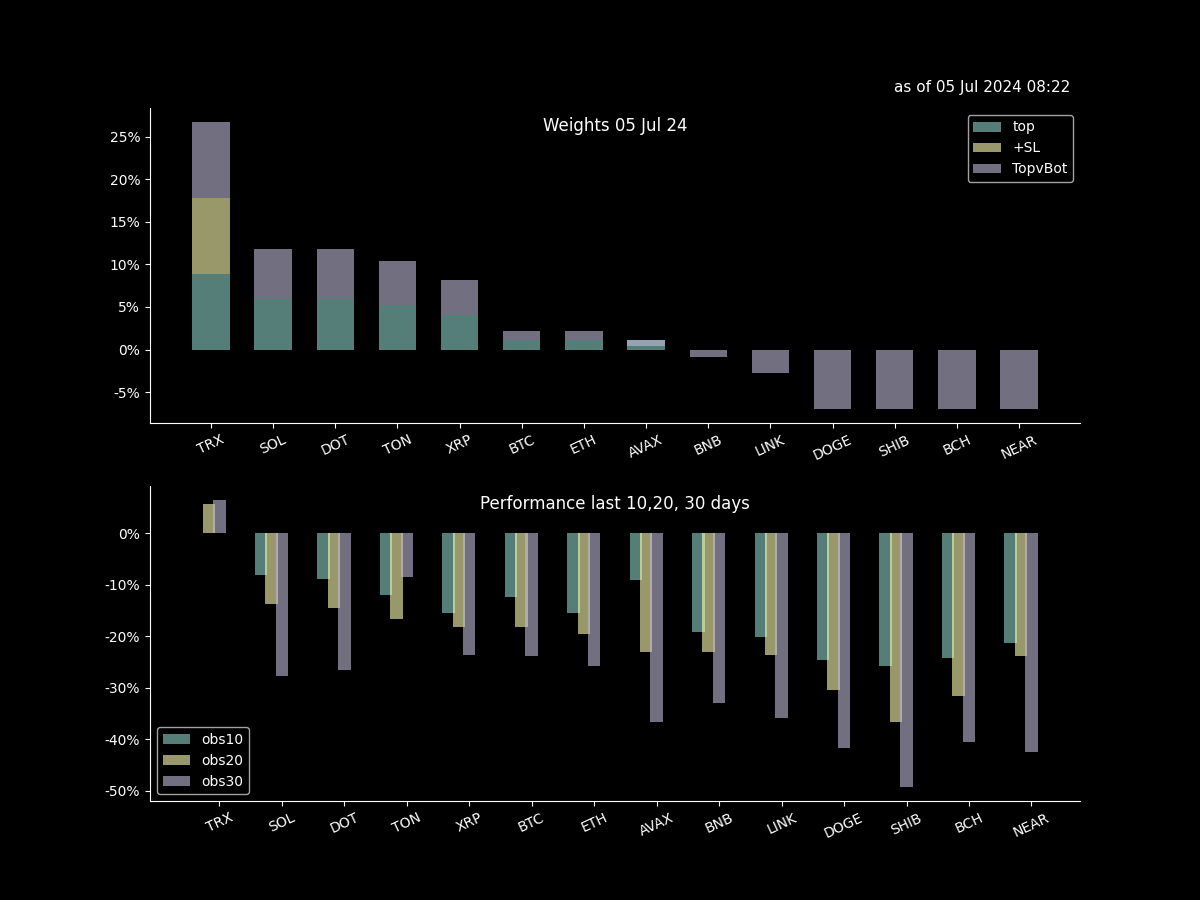 as of 05 Jul 2024 08:22
Weights 05 Jul 24
top
+SL
TopvBot
25%
20%
15%
10%
5%
0%
-5%
TRX SOL DOT TON XRP BTC ETH AVAX BNB LINK DOGE SHIB BCH NEAR
Performance last 10,20, 30 days
0%
-10%
-20%
-30%
-40%
-50%
obs10
obs20
obs30
TRX SOL DOT TON XRP BTC ETH AVAX BNB LINK DOGE SHIB BCH NEAR